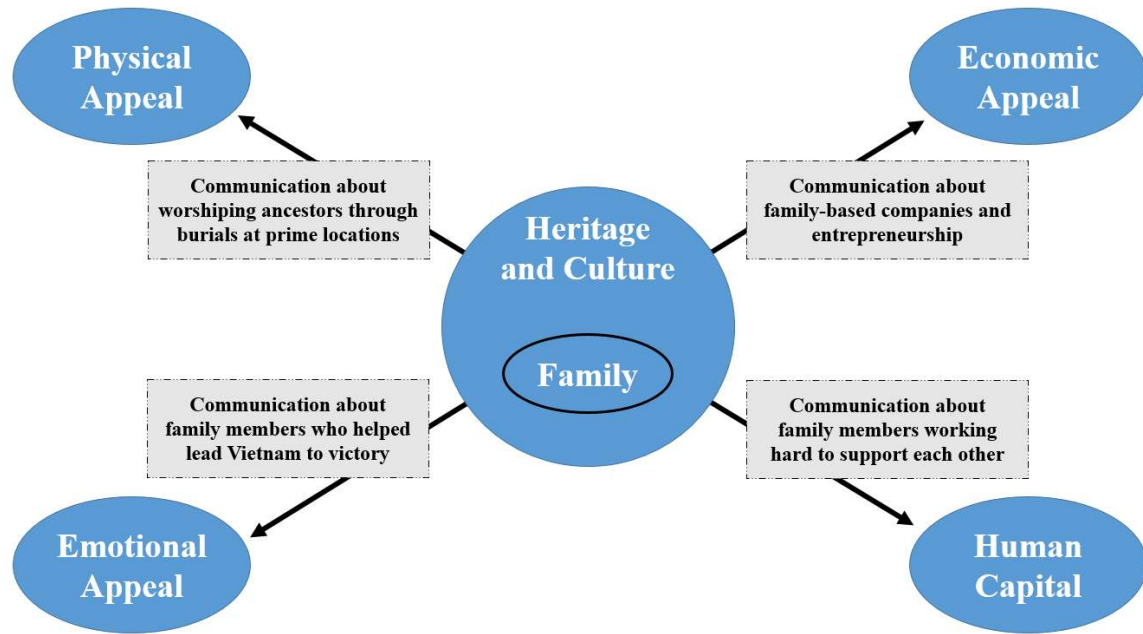 Physical
Appeal
Economic
Appeal
Communication about
worshiping ancestors through
burials at prime locations
Communication about
family-based companies and
entrepreneurship
Heritage
and Culture
Family
Communication about
family members who helped
lead Vietnam to victory
Communication about
family members working
hard to support each other
Emotional
Appeal
Human
Capital